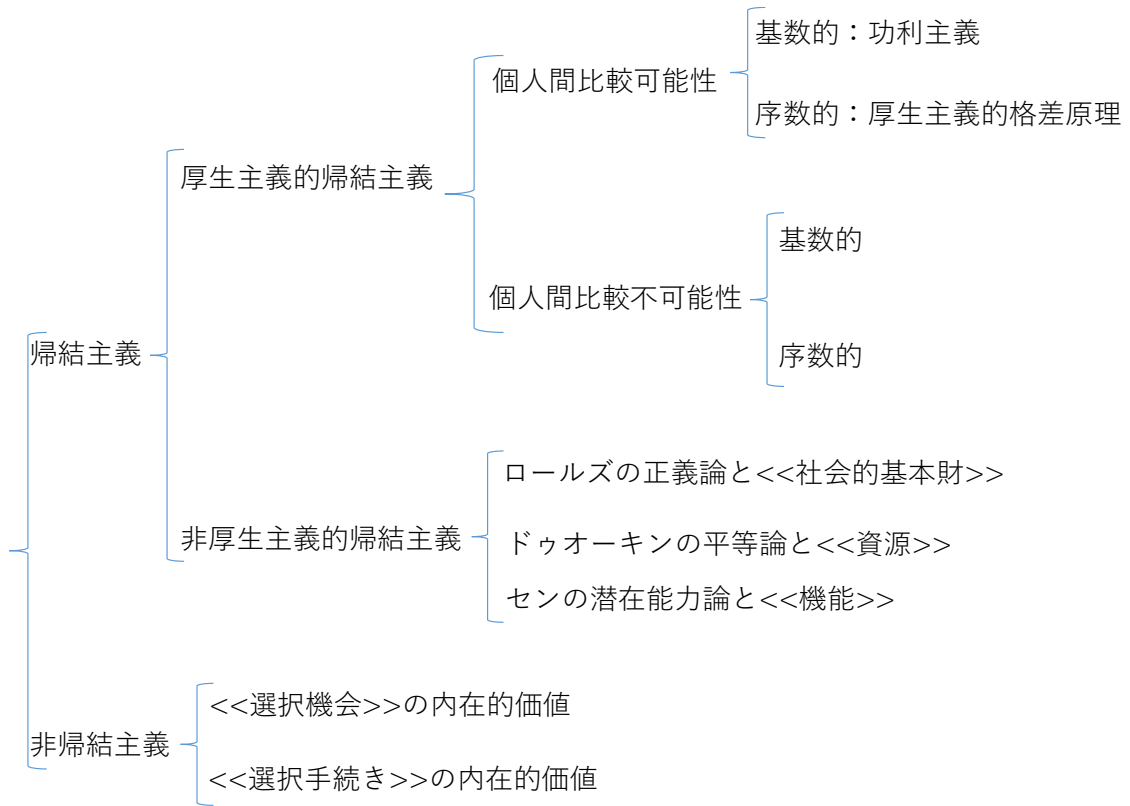 基数的：功利主義
個人間比較可能性
序数的：厚生主義的格差原理
厚生主義的帰結主義
基数的
個人間比較不可能性
序数的
帰結主義
ロールズの正義論と<<社会的基本財>>
非厚生主義的帰結主義
ドゥオーキンの平等論と<<資源>>
センの潜在能力論と<<機能>>
<<選択機会>>の内在的価値
非帰結主義
<<選択手続き>>の内在的価値